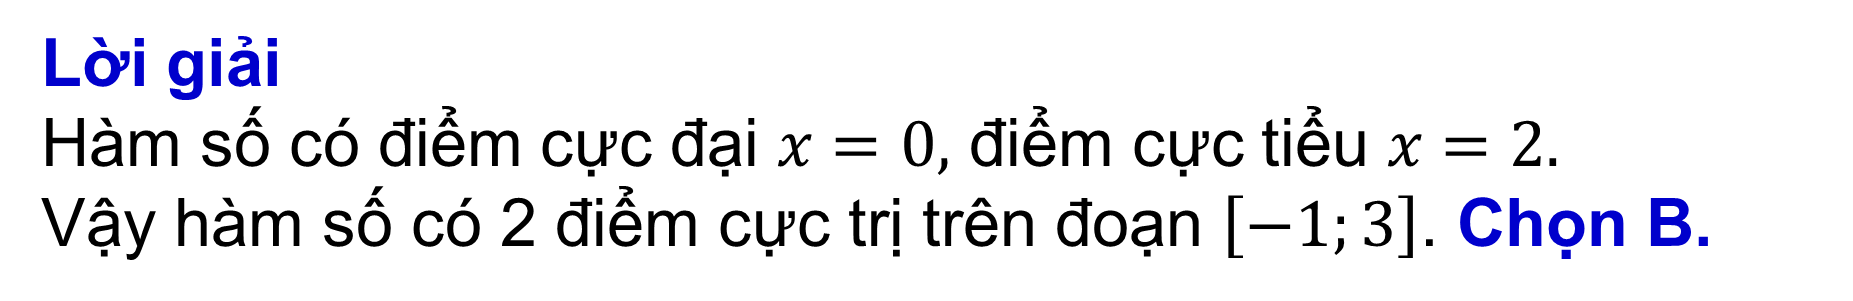 Lời giải
Hàm số có điểm cực đại x = 0, điểm cực tiểu x = 2.
Vậy hàm số có 2 điểm cực trị trên đoạn [−1; 3]. Chọn B.